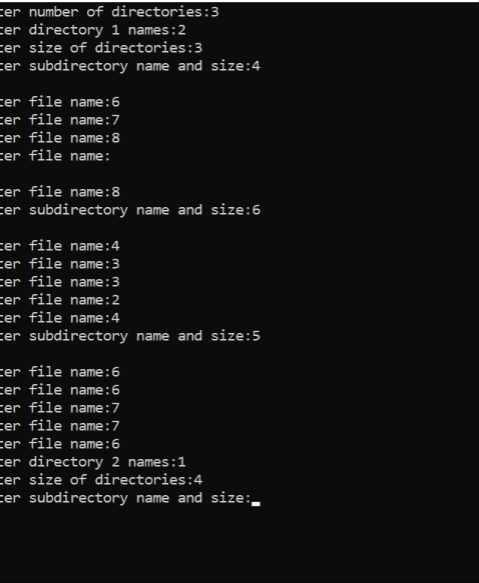 ter number of directories:3
ter directory 1 names:2
ter size of directories:3
ter subdirectory name and size:4
ter file name:6
ter file name:7
ter file name:8
ter file name:
ter file name:8
ter subdirectory name and size:6
ter file name:4
ter file name:3
ter file name:3
ter file name:2
ter file name:4
ter subdirectory name and size:5
ter file name:6
ter file name:6
ter file name:7
ter file name:7
ter file name:6
ter directory 2 names:1
ter size of directories:4
ter subdirectory name and size: